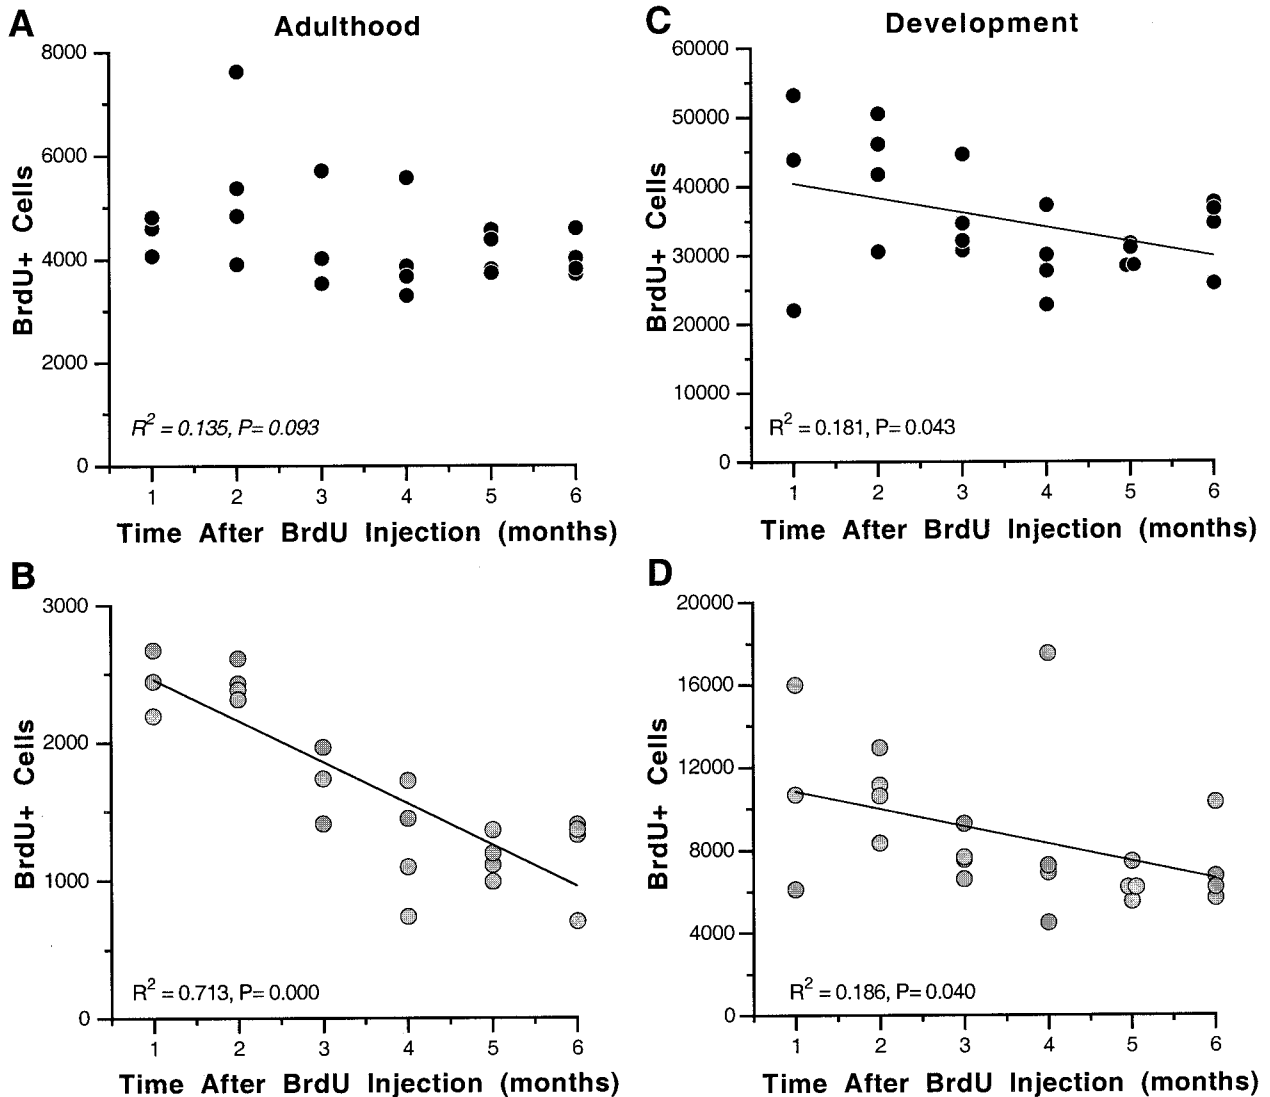 A
Adulthood
8000
6000
4000
2000
0
BrdU+ Cells
R2 = 0.135, P= 0.093
1 2 3 4 5 6
Time After BrdU Injection (months)
C
Development
60000
50000
40000
30000
20000
10000
0
BrdU+ Cells
R2 = 0.181, P= 0.043
1 2 3 4 5 6
Time After BrdU Injection (months)
B
3000
2000
1000
0
BrdU+ Cells
R2 = 0.713, P= 0.000
1 2 3 4 5 6
Time After BrdU Injection (months)
D
20000
16000
12000
8000
4000
0
BrdU+ Cells
R2 = 0.186, P= 0.040
1 2 3 4 5 6
Time After BrdU Injection (months)